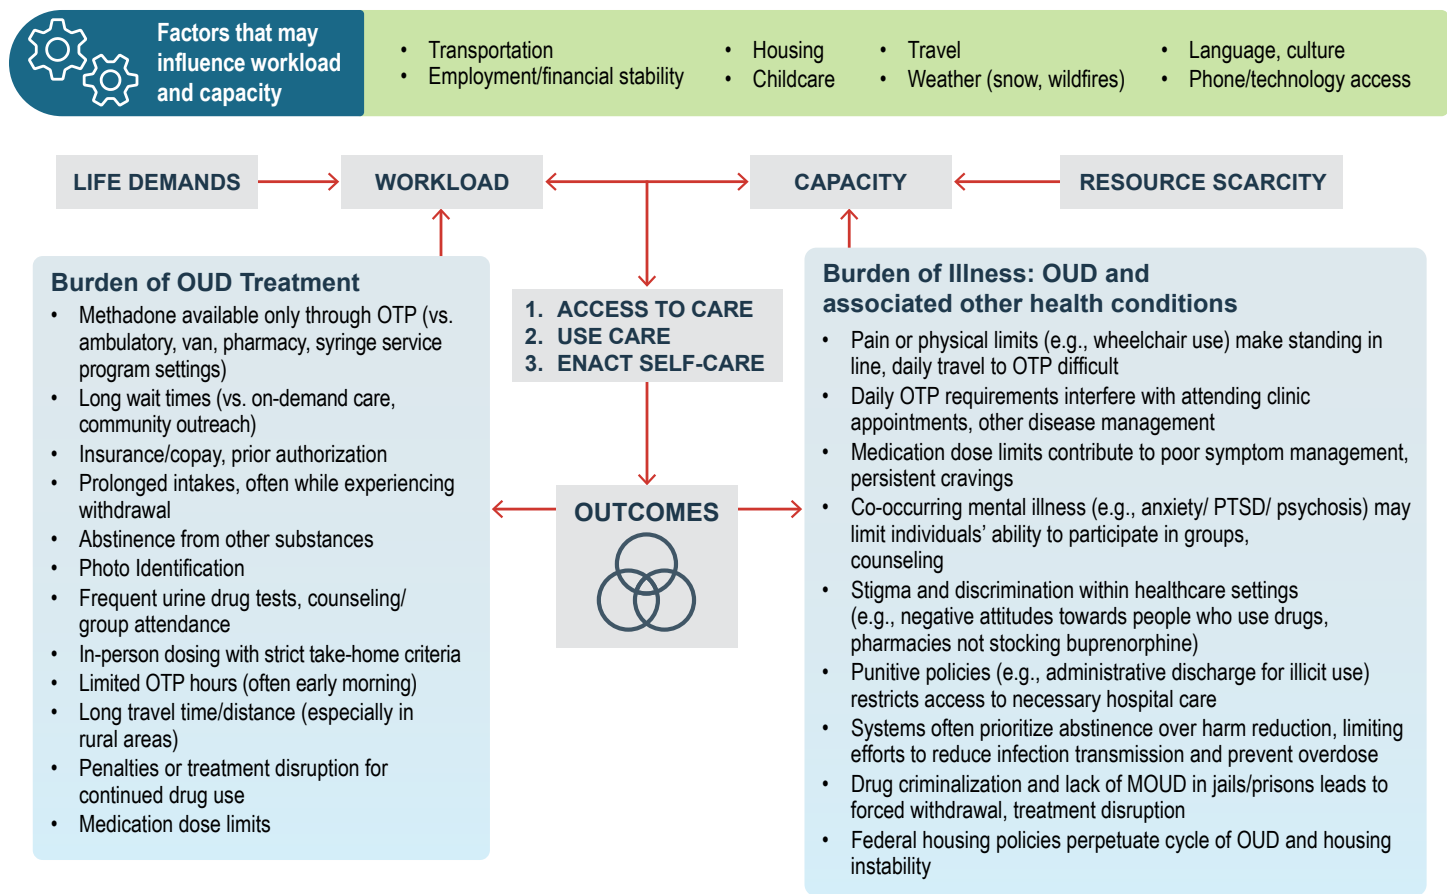 Factors that may
influence workload
and capacity
• Transportation
• Employment/financial stability
• Housing
• Childcare
• Travel
• Weather (snow, wildfires)
• Language, culture
• Phone/technology access
LIFE DEMANDS
WORKLOAD
CAPACITY
RESOURCE SCARCITY
Burden of OUD Treatment
• Methadone available only through OTP (vs.
ambulatory, van, pharmacy, syringe service
program settings)
• Long wait times (vs. on-demand care,
community outreach)
• Insurance/copay, prior authorization
• Prolonged intakes, often while experiencing
withdrawal
• Abstinence from other substances
• Photo Identification
• Frequent urine drug tests, counseling/
group attendance
• In-person dosing with strict take-home criteria
• Limited OTP hours (often early morning)
• Long travel time/distance (especially in
rural areas)
• Penalties or treatment disruption for
continued drug use
• Medication dose limits
1. ACCESS TO CARE
2. USE CARE
3. ENACT SELF-CARE
OUTCOMES
Burden of Illness: OUD and
associated other health conditions
• Pain or physical limits (e.g., wheelchair use) make standing in
line, daily travel to OTP difficult
• Daily OTP requirements interfere with attending clinic
appointments, other disease management
• Medication dose limits contribute to poor symptom management,
persistent cravings
• Co-occurring mental illness (e.g., anxiety/ PTSD/ psychosis) may
limit individuals’ ability to participate in groups,
counseling
• Stigma and discrimination within healthcare settings
(e.g., negative attitudes towards people who use drugs,
pharmacies not stocking buprenorphine)
• Punitive policies (e.g., administrative discharge for illicit use)
restricts access to necessary hospital care
• Systems often prioritize abstinence over harm reduction, limiting
efforts to reduce infection transmission and prevent overdose
• Drug criminalization and lack of MOUD in jails/prisons leads to
forced withdrawal, treatment disruption
• Federal housing policies perpetuate cycle of OUD and housing
instability